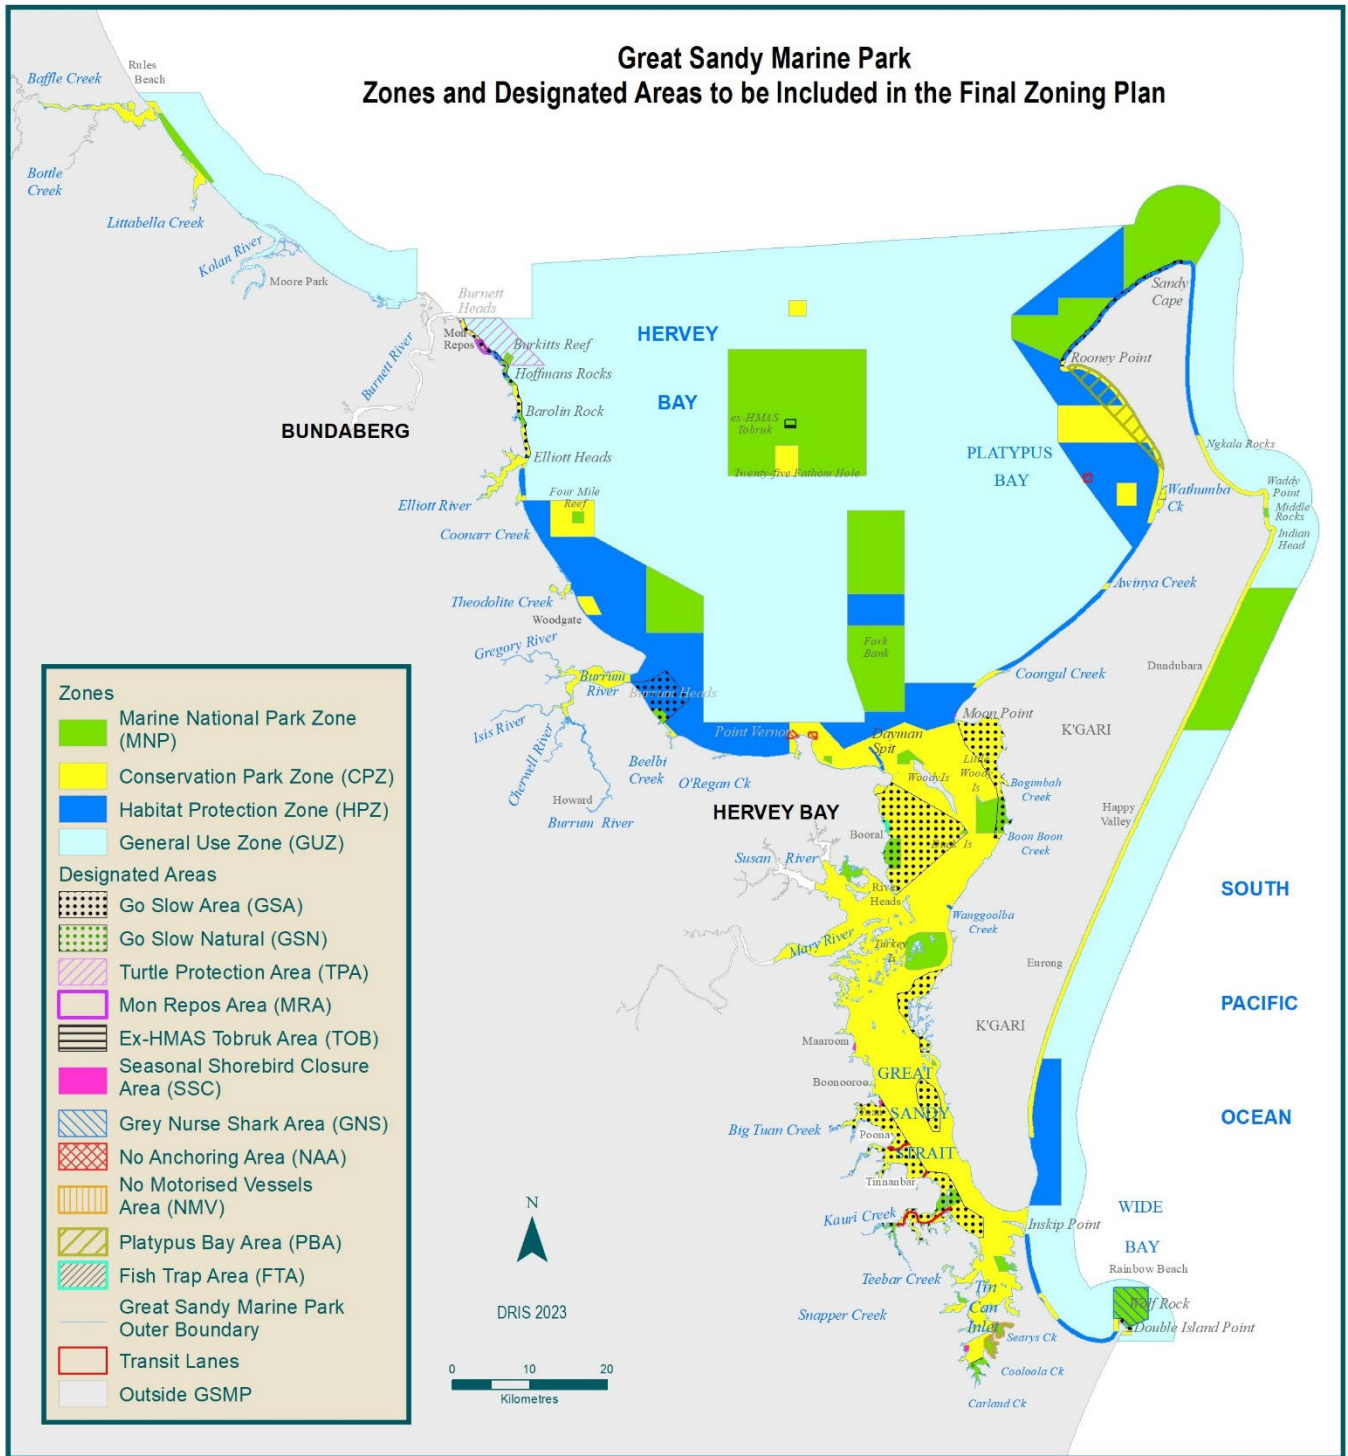 Great Sandy Marine Park
Zones and Designated Areas to be Included in the Final Zoning Plan
Baffle Creek
Rules
Beach
Bottle
Creek
Littabella Creek
Kolan River
Moore Park
Burnett
Heads
Mon
Repos
Burkitts Reef
Hoffmans Rocks
Burnett River
Barolin Rock
BUNDABERG
Elliott Heads
Elliott River
Four Mile
Reef
Coonarr Creek
Theodolite Creek
Woodgate
Gregory River
Burrum
River
Burrum Heads
Isis River
Cherwell River
Beelbi
Creek
O'Regan Ck
Howard
Burrum River
HERVEY
BAY
ex-HMAS
Tobruk
Twenty-five Fathom Hole
Fork
Bank
Sandy
Cape
Rooney Point
PLATYPUS
BAY
Wathumba
Ck
Ngkala Rocks
Waddy
Point
Middle
Rocks
Indian
Head
Awinya Creek
Coongul Creek
Dundubara
Moon Point
K'GARI
Point Vernon
Dayman
Spit
Woody Is
Little
Woody
Is
Bogimbah
Creek
HERVEY BAY
Booral
Boon Boon
Creek
Happy
Valley
Susan River
River
Heads
Wanggoolba
Creek
Mary River
Turkey
Is
Eurong
SOUTH
PACIFIC
OCEAN
K'GARI
Maaroom
Boonooroo
GREAT
SANDY
STRAIT
Big Tuan Creek
Poona
Tinnanbar
Kauri Creek
Inskip Point
WIDE
BAY
Rainbow Beach
Teebar Creek
Snapper Creek
Tin
Can
Inlet
Wolf Rock
Double Island Point
Searys Ck
Cooloola Ck
Carland Ck
N
DRIS 2023
0 10 20
Kilometres
Zones
Marine National Park Zone
(MNP)
Conservation Park Zone (CPZ)
Habitat Protection Zone (HPZ)
General Use Zone (GUZ)
Designated Areas
Go Slow Area (GSA)
Go Slow Natural (GSN)
Turtle Protection Area (TPA)
Mon Repos Area (MRA)
Ex-HMAS Tobruk Area (TOB)
Seasonal Shorebird Closure
Area (SSC)
Grey Nurse Shark Area (GNS)
No Anchoring Area (NAA)
No Motorised Vessels
Area (NMV)
Platypus Bay Area (PBA)
Fish Trap Area (FTA)
Great Sandy Marine Park
Outer Boundary
Transit Lanes
Outside GSMP